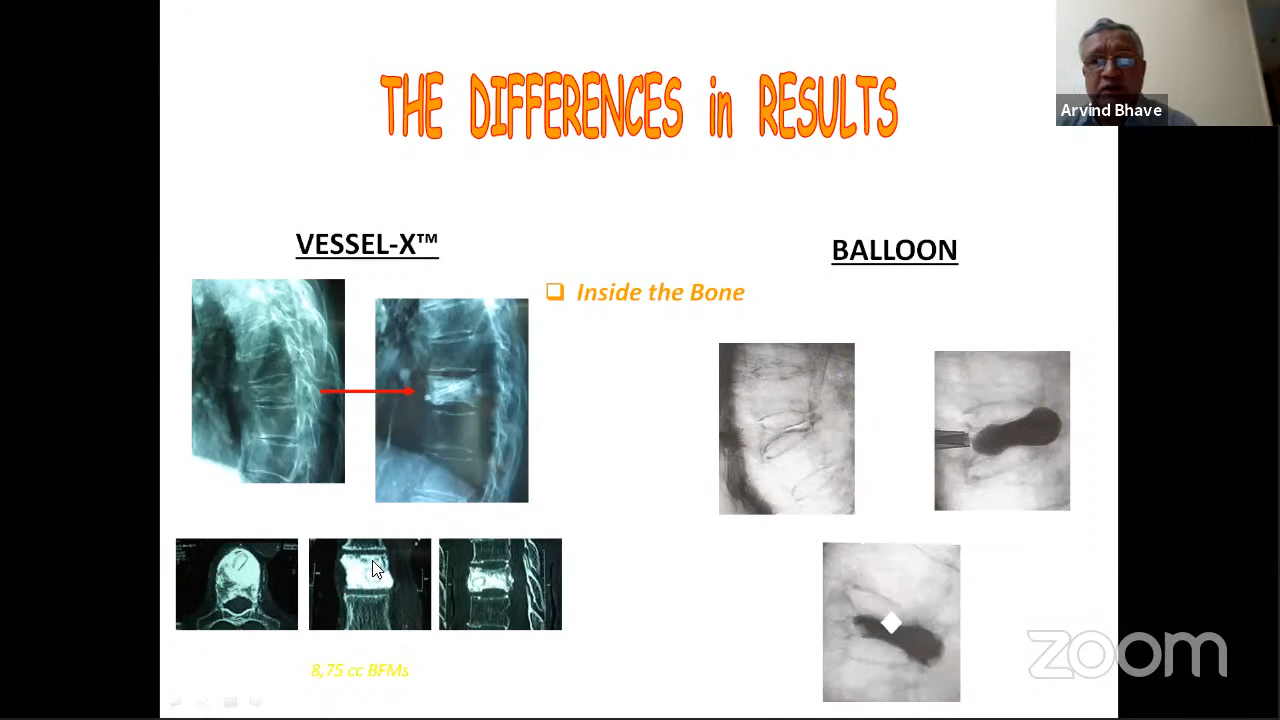 THE DIFFERENCES in RESULTS
Arvind Bhave
VESSEL-X™
BALLOON
Inside the Bone
8,75 cc BFMs
zoom